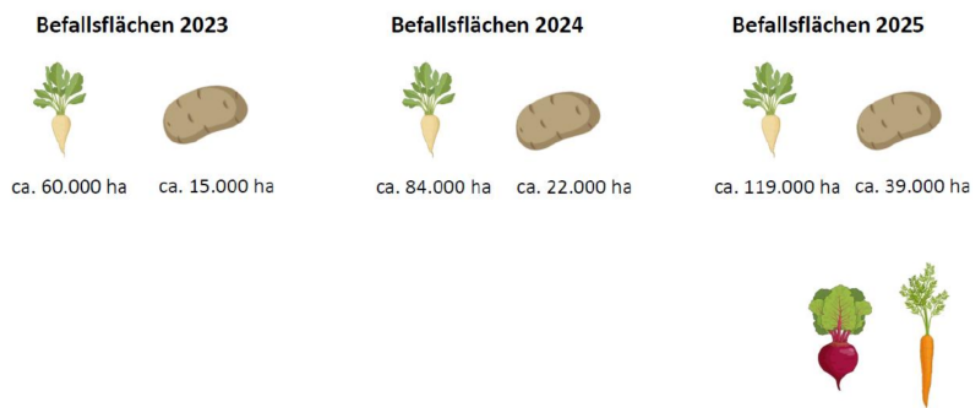 Befallsflächen 2023
Befallsflächen 2024
Befallsflächen 2025
ca. 60.000 ha
ca. 15.000 ha
ca. 84.000 ha
ca. 22.000 ha
ca. 119.000 ha
ca. 39.000 ha